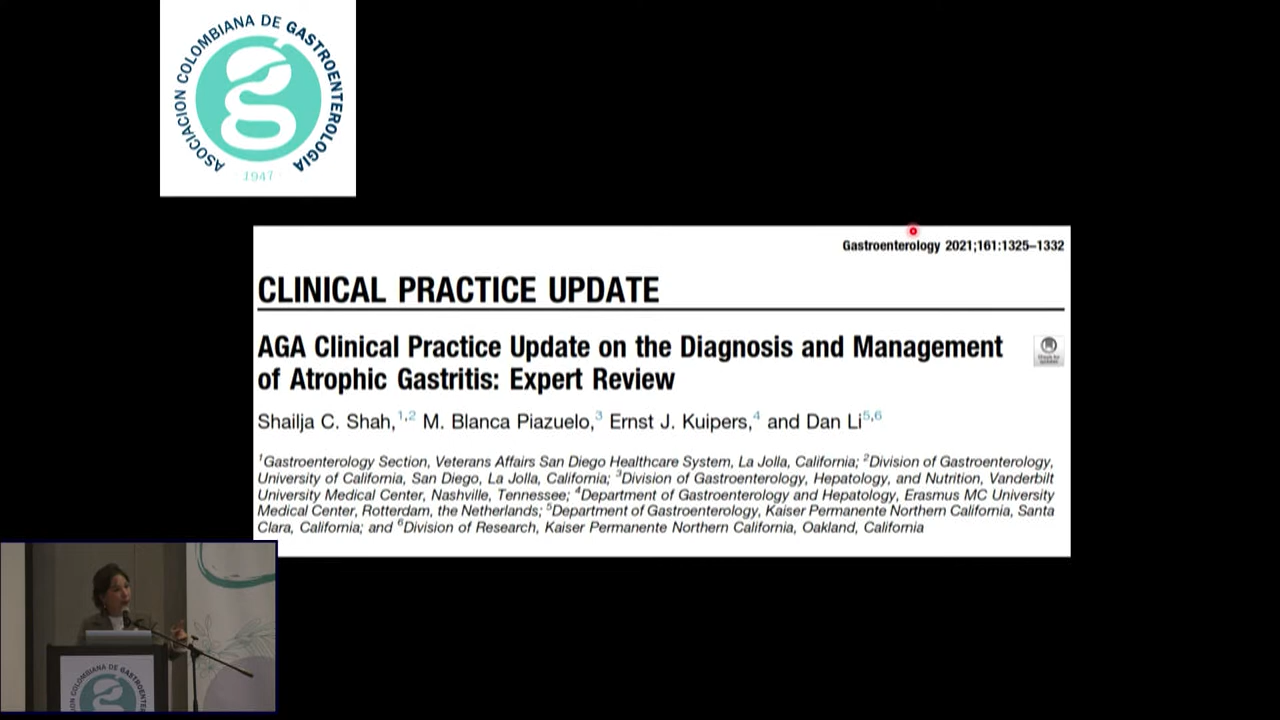 ASOCIACION COLOMBIANA DE GASTROENTEROLOGIA
1947
Gastroenterology 2021;161:1325–1332
CLINICAL PRACTICE UPDATE
AGA Clinical Practice Update on the Diagnosis and Management
of Atrophic Gastritis: Expert Review
Shailja C. Shah,1,2 M. Blanca Piazuelo,3 Ernst J. Kuipers,4 and Dan Li5,6
1Gastroenterology Section, Veterans Affairs San Diego Healthcare System, La Jolla, California; 2Division of Gastroenterology,
University of California, San Diego, La Jolla, California; 3Division of Gastroenterology, Hepatology, and Nutrition, Vanderbilt
University Medical Center, Nashville, Tennessee; 4Department of Gastroenterology and Hepatology, Erasmus MC University
Medical Center, Rotterdam, the Netherlands; 5Department of Gastroenterology, Kaiser Permanente Northern California, Santa
Clara, California; and 6Division of Research, Kaiser Permanente Northern California, Oakland, California
COLOMBIANA DE GASTROENTEROLOGIA